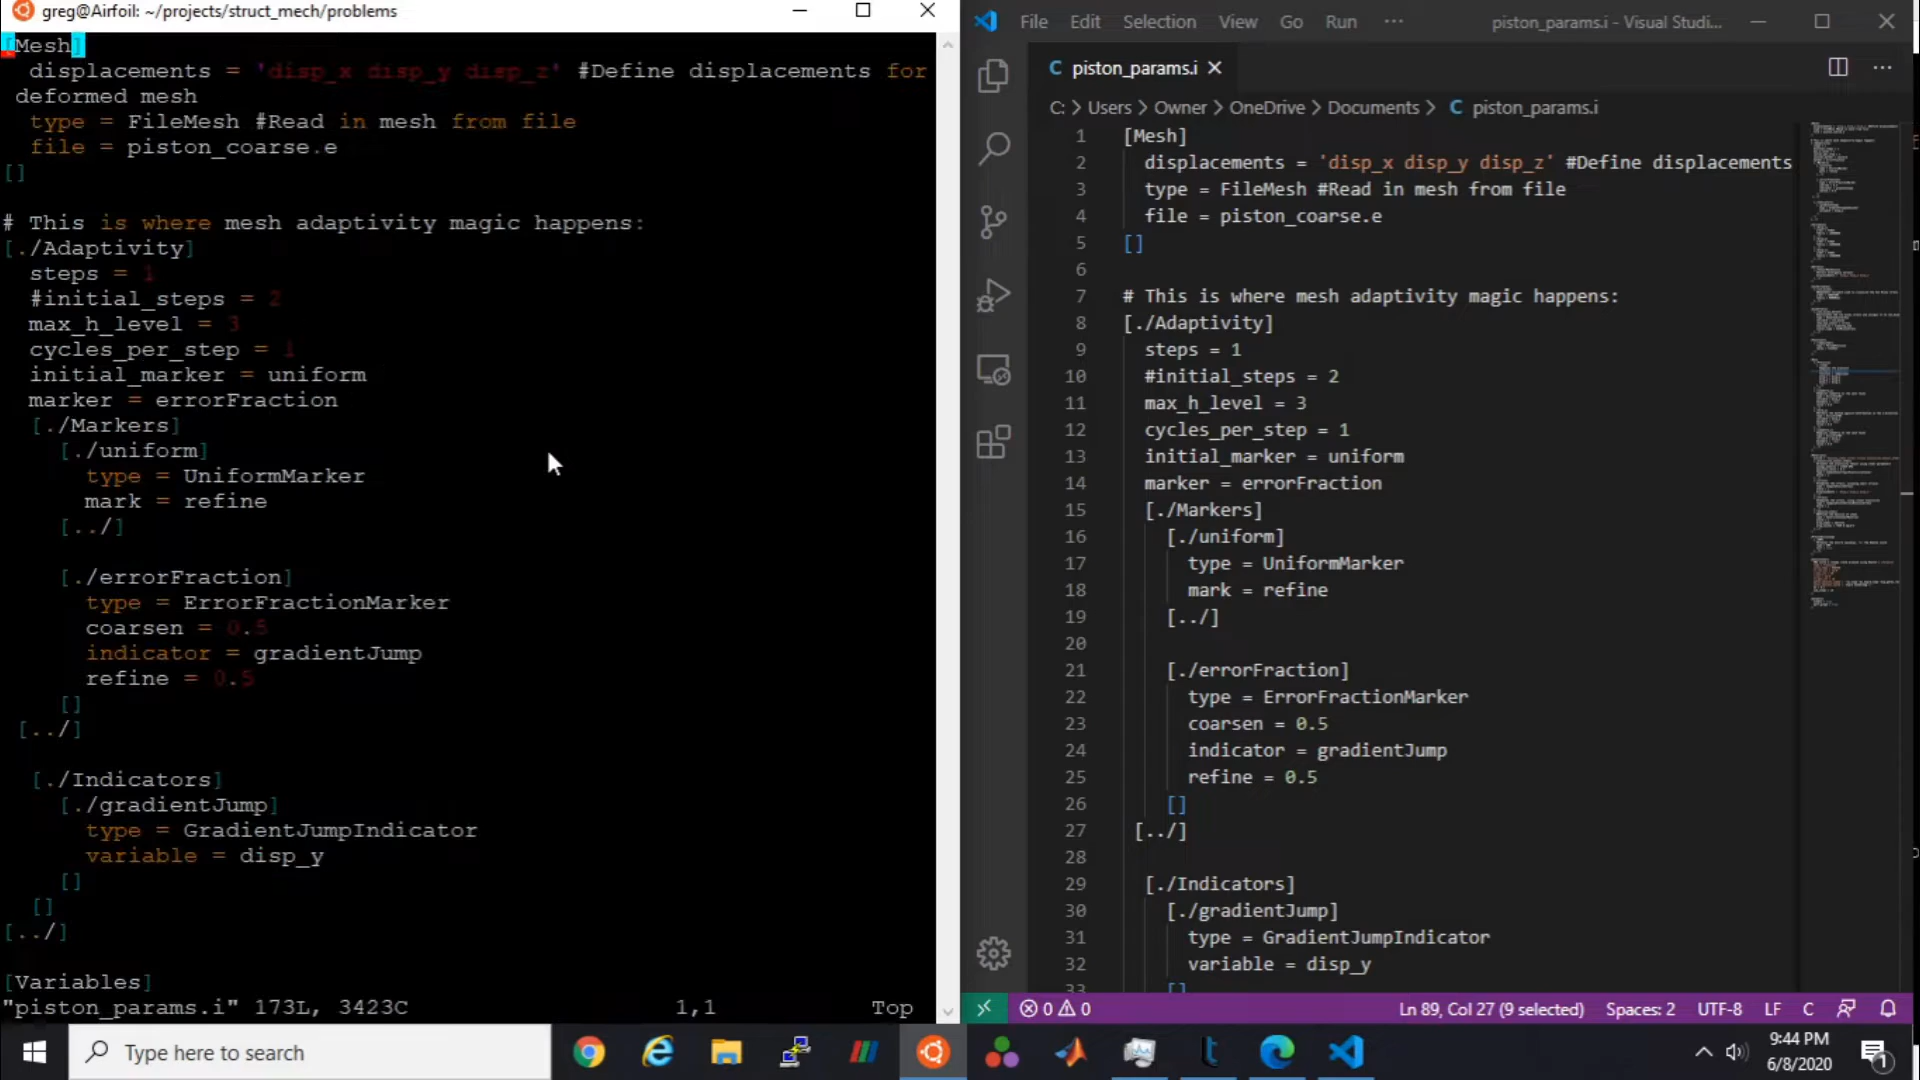 greg@Airfoil: ~/projects/struct_mech/problems
[Mesh]
displacements = 'disp_x disp_y disp_z' #Define displacements for
deformed mesh
type = FileMesh #Read in mesh from file
file = piston_coarse.e
[]
# This is where mesh adaptivity magic happens:
[./Adaptivity]
steps = 1
#initial_steps = 2
max_h_level = 3
cycles_per_step = 1
initial_marker = uniform
marker = errorFraction
[./Markers]
[./uniform]
type = UniformMarker
mark = refine
[../]
[./errorFraction]
type = ErrorFractionMarker
coarsen = 0.5
indicator = gradientJump
refine = 0.5
[]
[../]
[./Indicators]
[./gradientJump]
type = GradientJumpIndicator
variable = disp_y
[]
[]
[../]
[Variables]
"piston_params.i" 173L, 3423C 1,1 Top
File Edit Selection View Go Run ··· piston_params.i - Visual Studi...
C piston_params.i
C: > Users > Owner > OneDrive > Documents > C piston_params.i
1 [Mesh]
2 displacements = 'disp_x disp_y disp_z' #Define displacements
3 type = FileMesh #Read in mesh from file
4 file = piston_coarse.e
5 []
6
7 # This is where mesh adaptivity magic happens:
8 [./Adaptivity]
9 steps = 1
10 #initial_steps = 2
11 max_h_level = 3
12 cycles_per_step = 1
13 initial_marker = uniform
14 marker = errorFraction
15 [./Markers]
16 [./uniform]
17 type = UniformMarker
18 mark = refine
19 [../]
20
21 [./errorFraction]
22 type = ErrorFractionMarker
23 coarsen = 0.5
24 indicator = gradientJump
25 refine = 0.5
26 []
27 [../]
28
29 [./Indicators]
30 [./gradientJump]
31 type = GradientJumpIndicator
32 variable = disp_y
33 []
0 0 Ln 89, Col 27 (9 selected) Spaces: 2 UTF-8 LF C
Type here to search
9:44 PM
6/8/2020
1